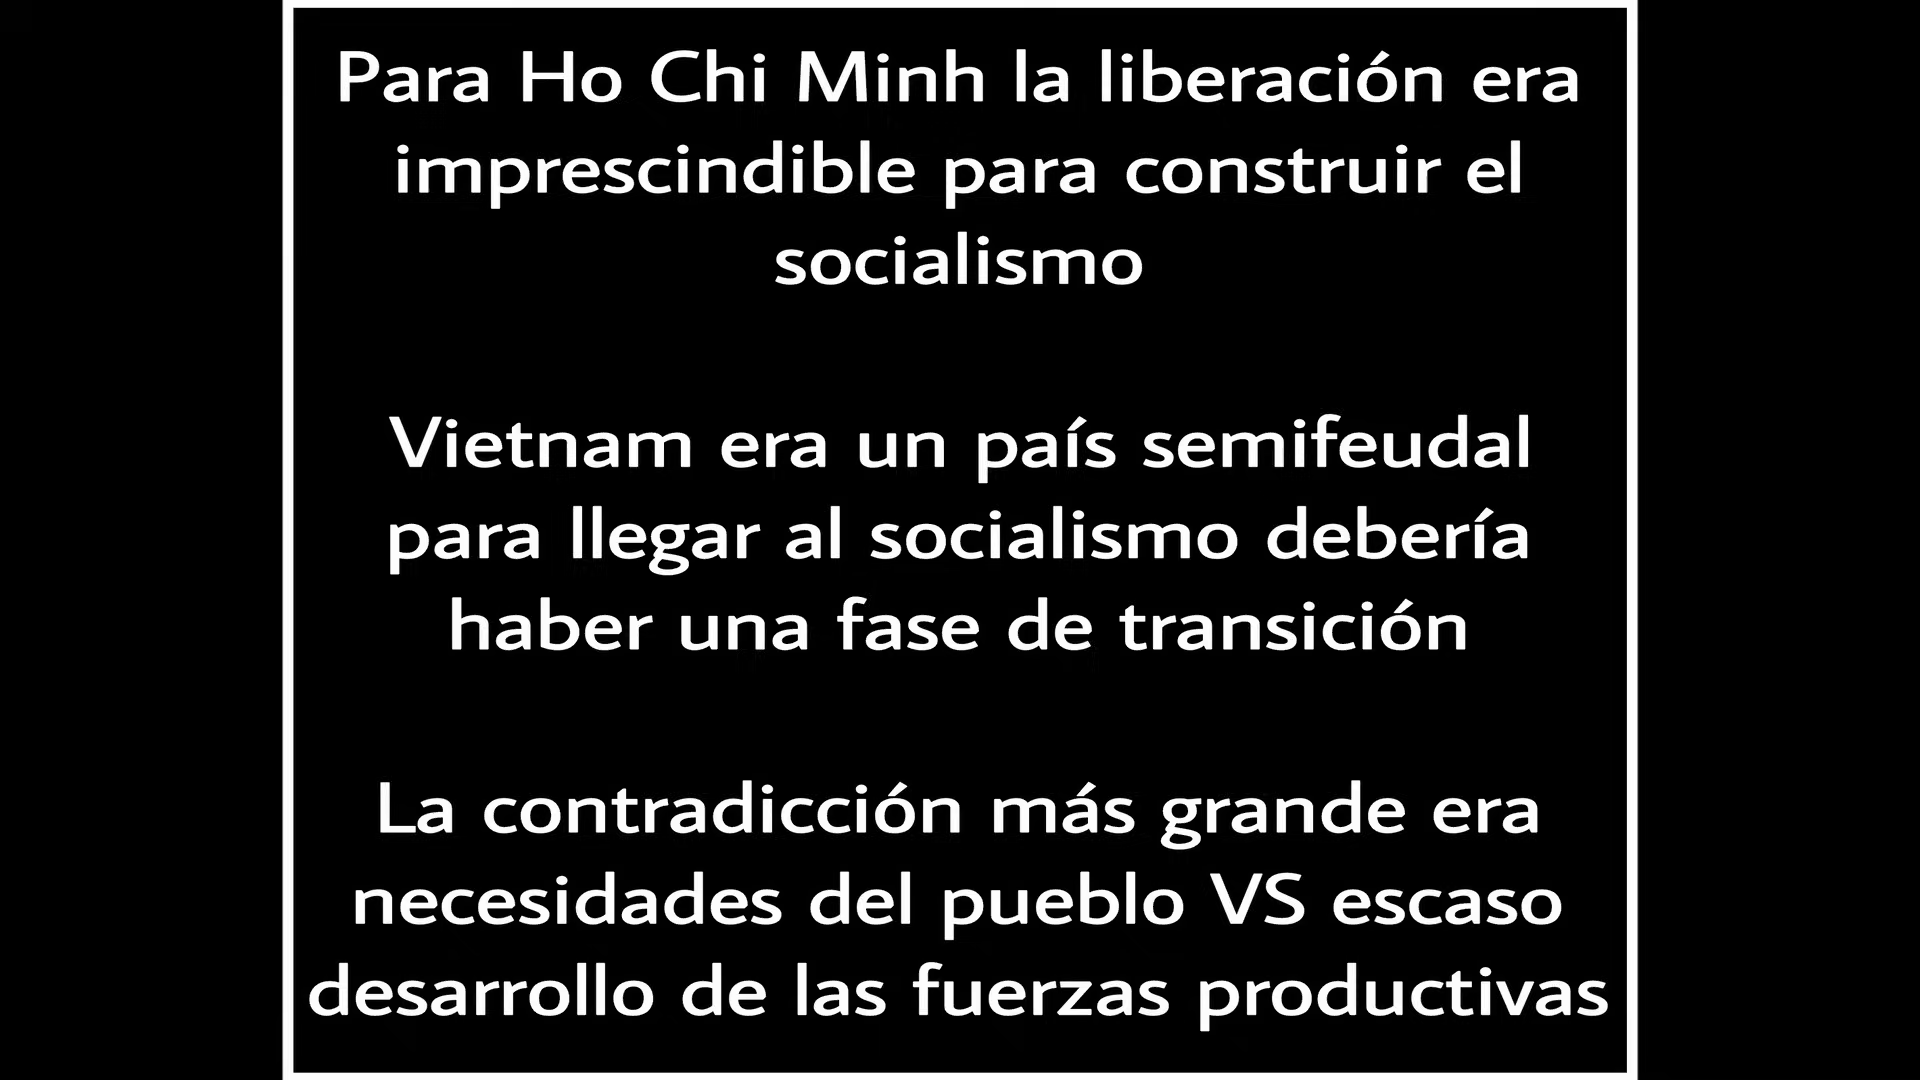 Para Ho Chi Minh la liberación era
imprescindible para construir el
socialismo
Vietnam era un país semifeudal
para llegar al socialismo debería
haber una fase de transición
La contradicción más grande era
necesidades del pueblo VS escaso
desarrollo de las fuerzas productivas